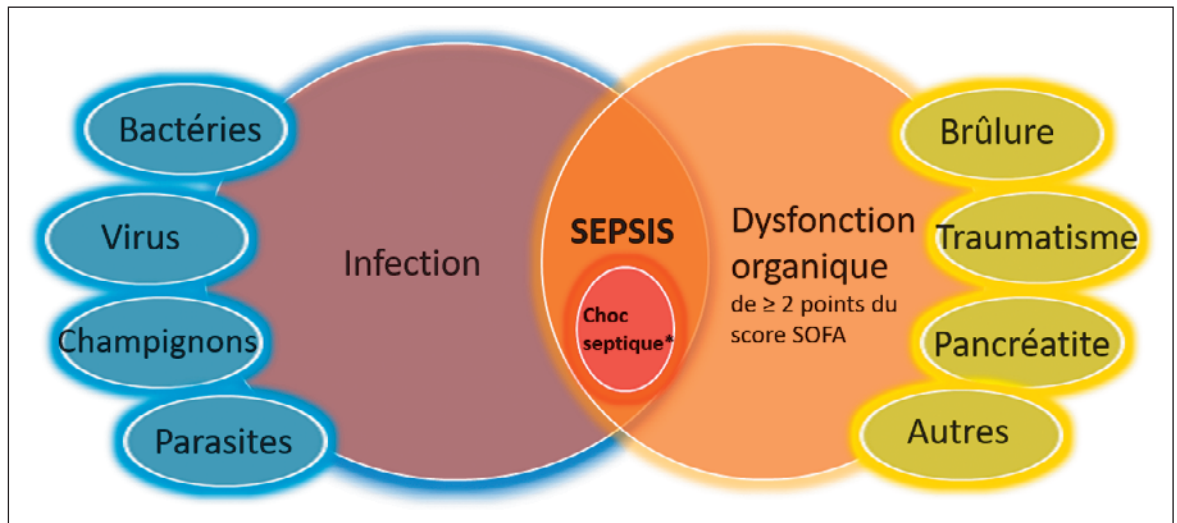 Bactéries
Virus
Champignons
Parasites
Infection
SEPSIS
Choc
septique*
Dysfonction
organique
de ≥ 2 points du
score SOFA
Brûlure
Traumatisme
Pancréatite
Autres